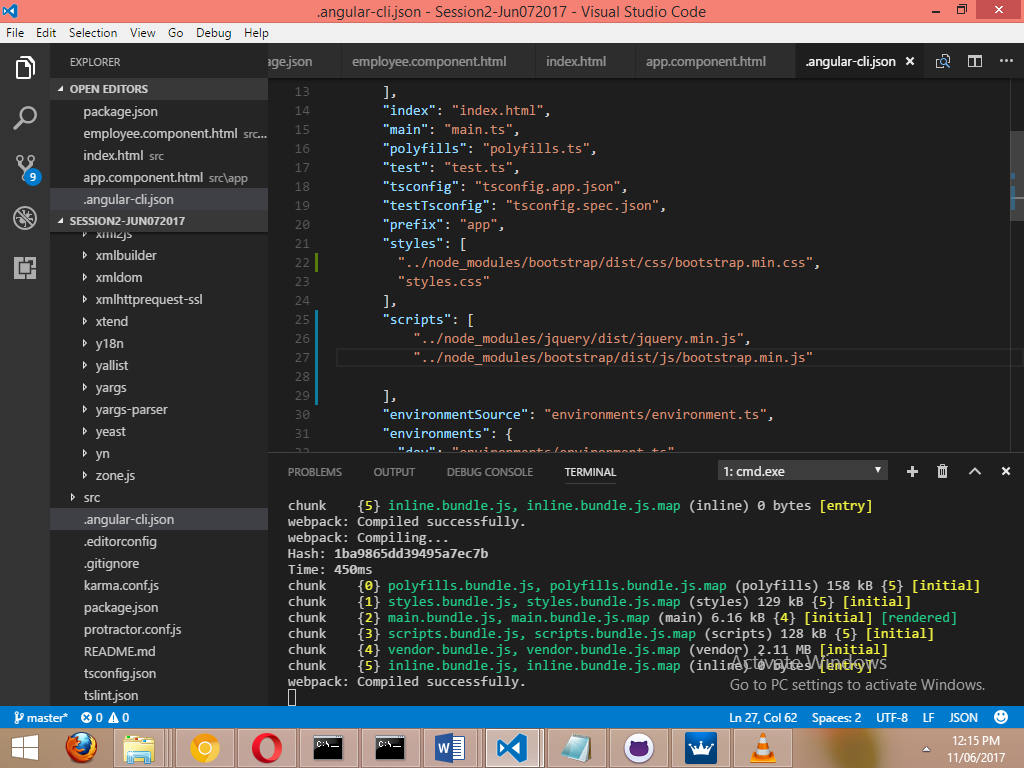 .angular-cli.json - Session2-Jun072017 - Visual Studio Code
File Edit Selection View Go Debug Help
EXPLORER
OPEN EDITORS
package.json
employee.component.html src...
index.html src
app.component.html src\app
.angular-cli.json
9
SESSION2-JUN072017
xml2js
xmlbuilder
xmldom
xmlhttprequest-ssl
xtend
y18n
yallist
yargs
yargs-parser
yeast
yn
zone.js
src
.angular-cli.json
.editorconfig
.gitignore
karma.conf.js
package.json
protractor.conf.js
README.md
tsconfig.json
tslint.json
age.json employee.component.html index.html app.component.html .angular-cli.json
13 ],
14 "index": "index.html",
15 "main": "main.ts",
16 "polyfills": "polyfills.ts",
17 "test": "test.ts",
18 "tsconfig": "tsconfig.app.json",
19 "testTsconfig": "tsconfig.spec.json",
20 "prefix": "app",
21 "styles": [
22 "../node_modules/bootstrap/dist/css/bootstrap.min.css",
23 "styles.css"
24 ],
25 "scripts": [
26 "../node_modules/jquery/dist/jquery.min.js",
27 "../node_modules/bootstrap/dist/js/bootstrap.min.js"
28
29 ],
30 "environmentSource": "environments/environment.ts",
31 "environments": {
32 "dev": "environments/environment.ts"
PROBLEMS OUTPUT DEBUG CONSOLE TERMINAL 1: cmd.exe
chunk {5} inline.bundle.js, inline.bundle.js.map (inline) 0 bytes [entry]
webpack: Compiled successfully.
webpack: Compiling...
Hash: 1ba9865dd39495a7ec7b
Time: 450ms
chunk {0} polyfills.bundle.js, polyfills.bundle.js.map (polyfills) 158 kB {5} [initial]
chunk {1} styles.bundle.js, styles.bundle.js.map (styles) 129 kB {5} [initial]
chunk {2} main.bundle.js, main.bundle.js.map (main) 6.16 kB {4} [initial] [rendered]
chunk {3} scripts.bundle.js, scripts.bundle.js.map (scripts) 128 kB {5} [initial]
chunk {4} vendor.bundle.js, vendor.bundle.js.map (vendor) 2.11 MB [initial]
chunk {5} inline.bundle.js, inline.bundle.js.map (inline) 0 bytes [entry]
webpack: Compiled successfully.
Activate Windows
Go to PC settings to activate Windows.
master* 0 0 Ln 27, Col 62 Spaces: 2 UTF-8 LF JSON
12:15 PM
11/06/2017